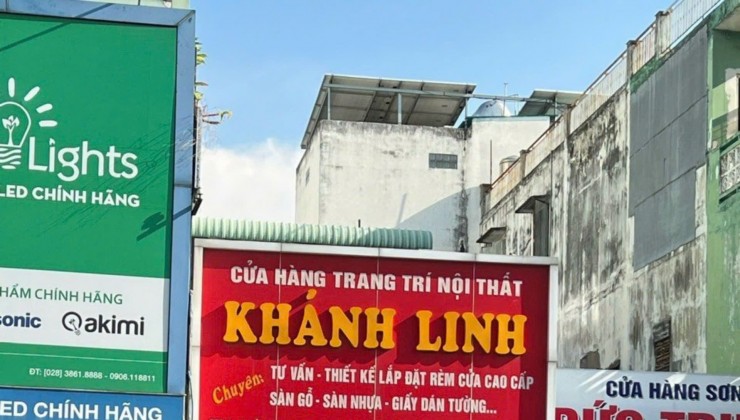 Lights
LED CHÍNH HÃNG
PHẨM CHÍNH HÃNG
akimi
ĐT: [028] 3861.8888 - 0906.116811
LED CHÍNH HÃNG
CỬA HÀNG TRANG TRÍ NỘI THẤT
KHÁNH LINH
Chuyên:
TƯ VẤN - THIẾT KẾ LẮP ĐẶT RÈM CỬA CAO CẤP
SÀN GỖ - SÀN NHỰA - GIẤY DÁN TƯỜNG...
CỬA HÀNG SƠN